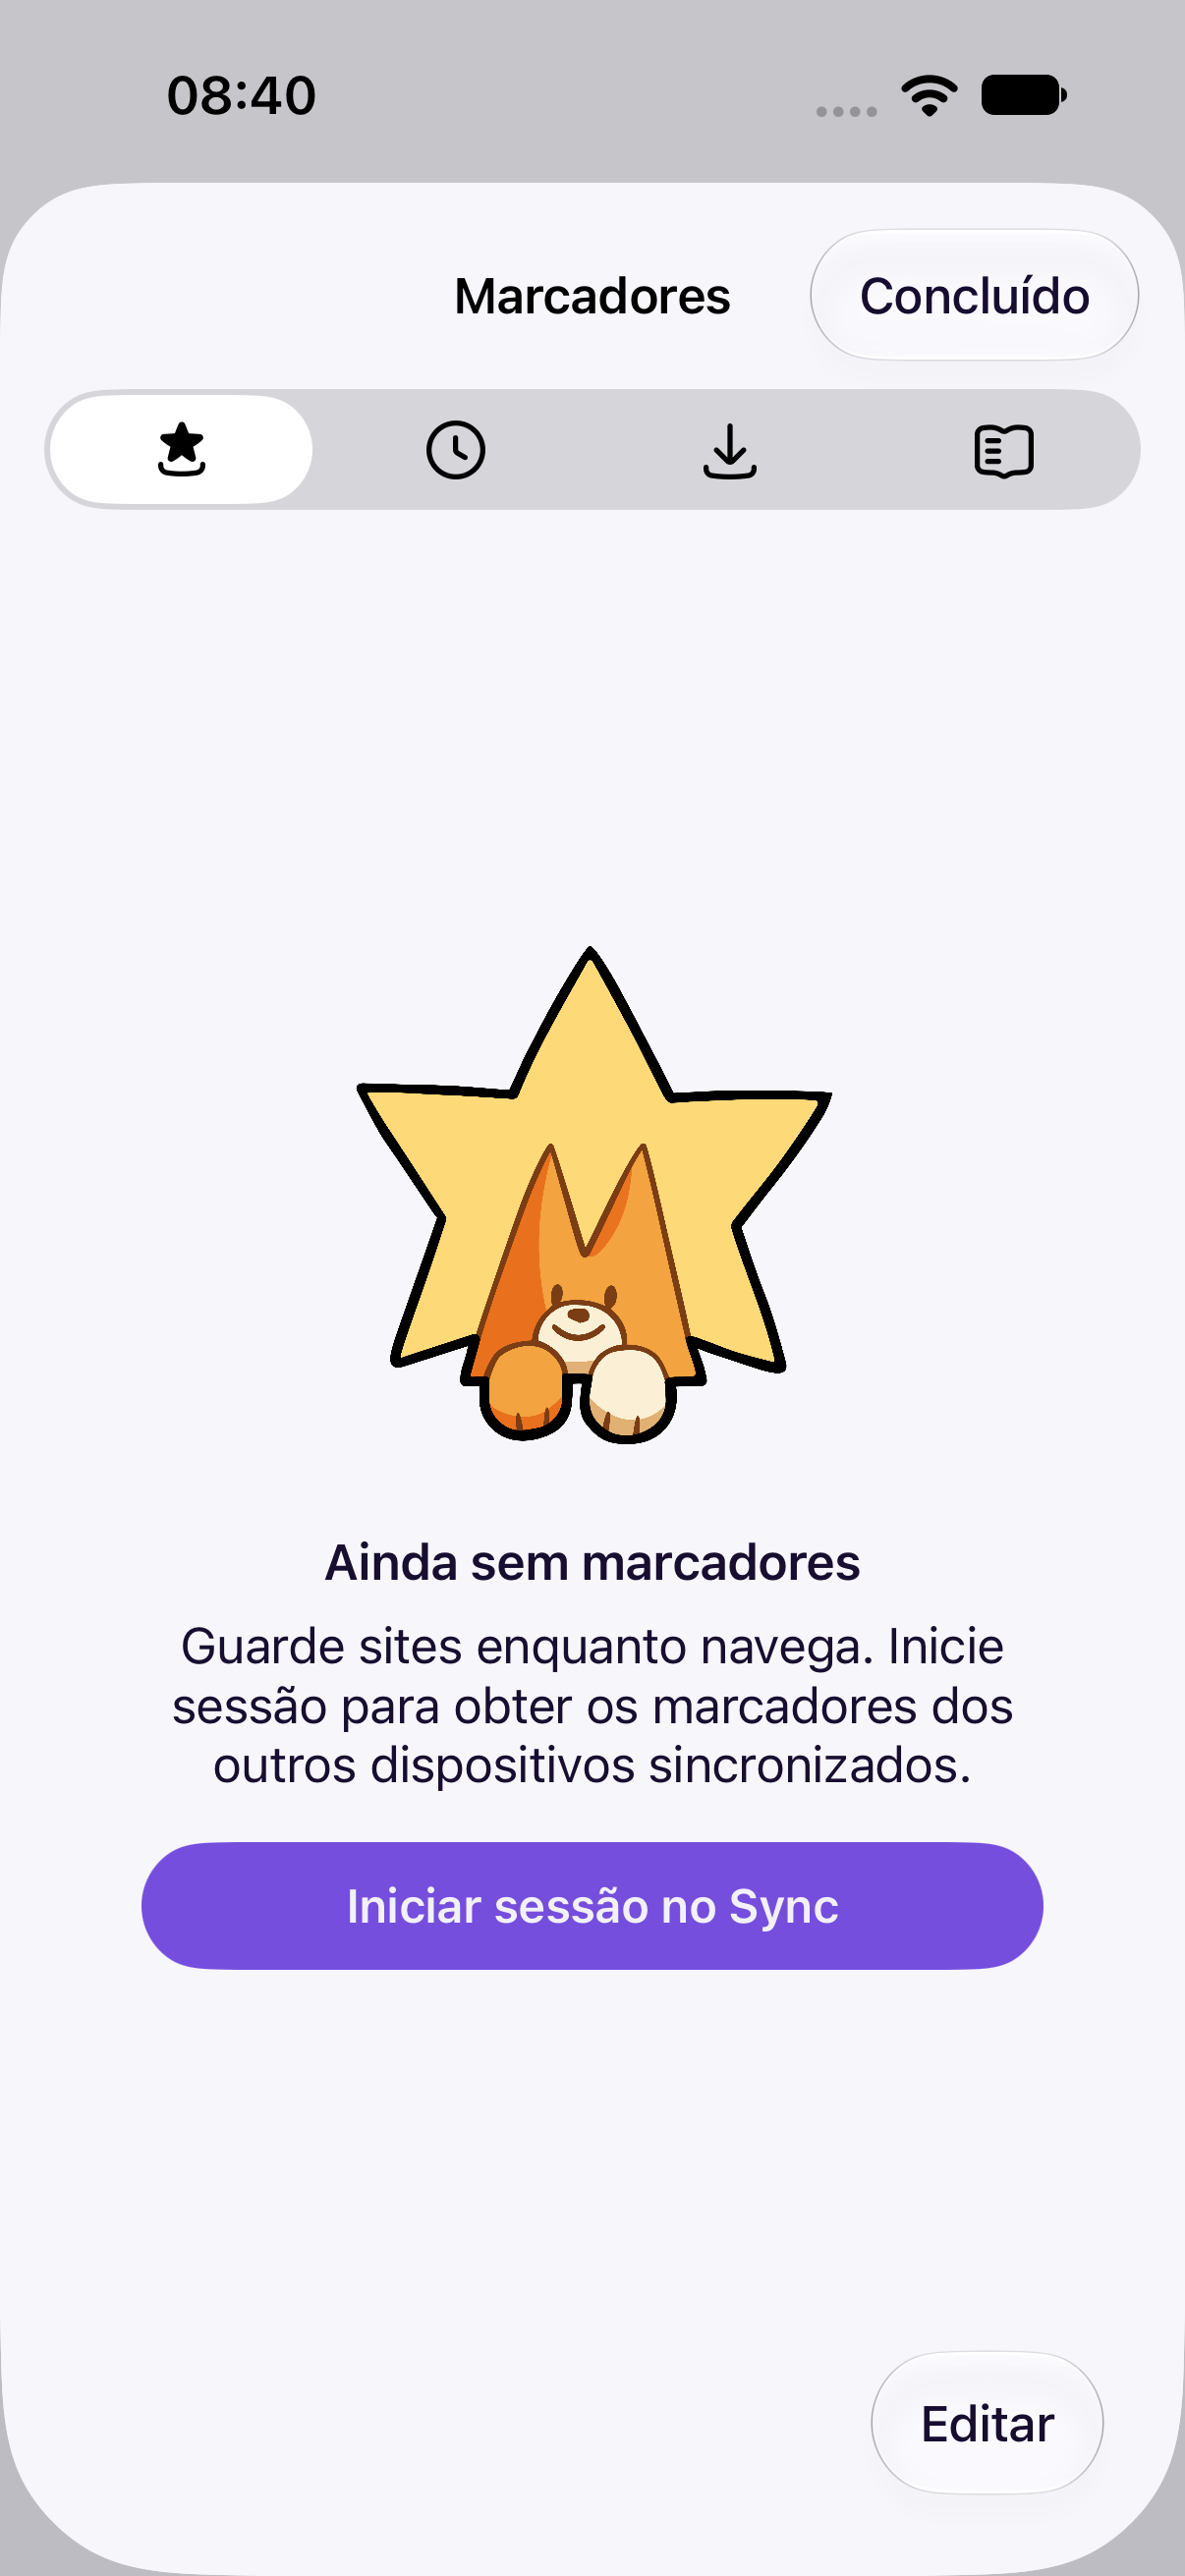 08:40
Marcadores
Concluído
Ainda sem marcadores
Guarde sites enquanto navega. Inicie
sessão para obter os marcadores dos
outros dispositivos sincronizados.
Iniciar sessão no Sync
Editar